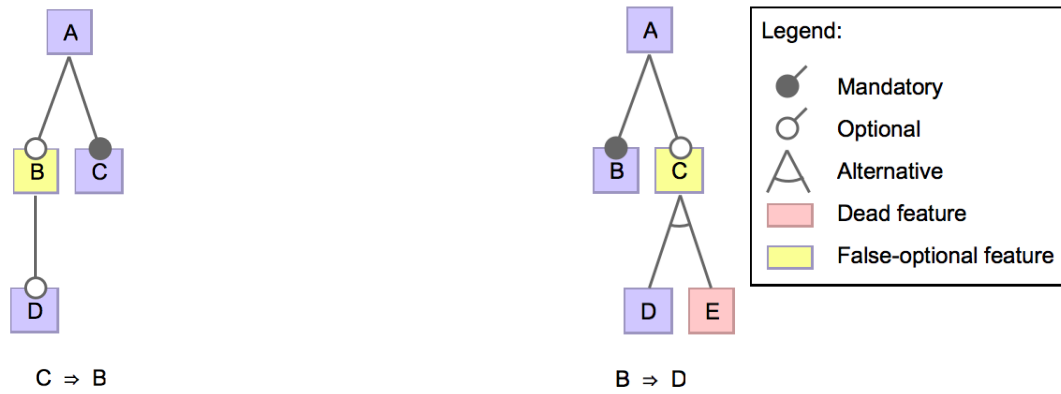 A
B
C
D
C ⇒ B
A
B
C
D
E
B ⇒ D
Legend:
Mandatory
Optional
Alternative
Dead feature
False-optional feature